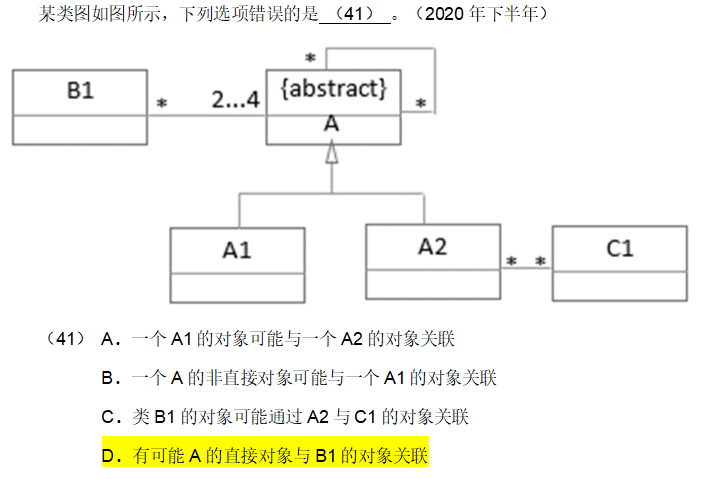 某类图如图所示，下列选项错误的是 （41） 。（2020 年下半年）
*
B1
*
2...4
{abstract}
*
A
A1
A2
*
*
C1
（41） A．一个 A1 的对象可能与一个 A2 的对象关联
B．一个 A 的非直接对象可能与一个 A1 的对象关联
C．类 B1 的对象可能通过 A2 与 C1 的对象关联
D．有可能 A 的直接对象与 B1 的对象关联